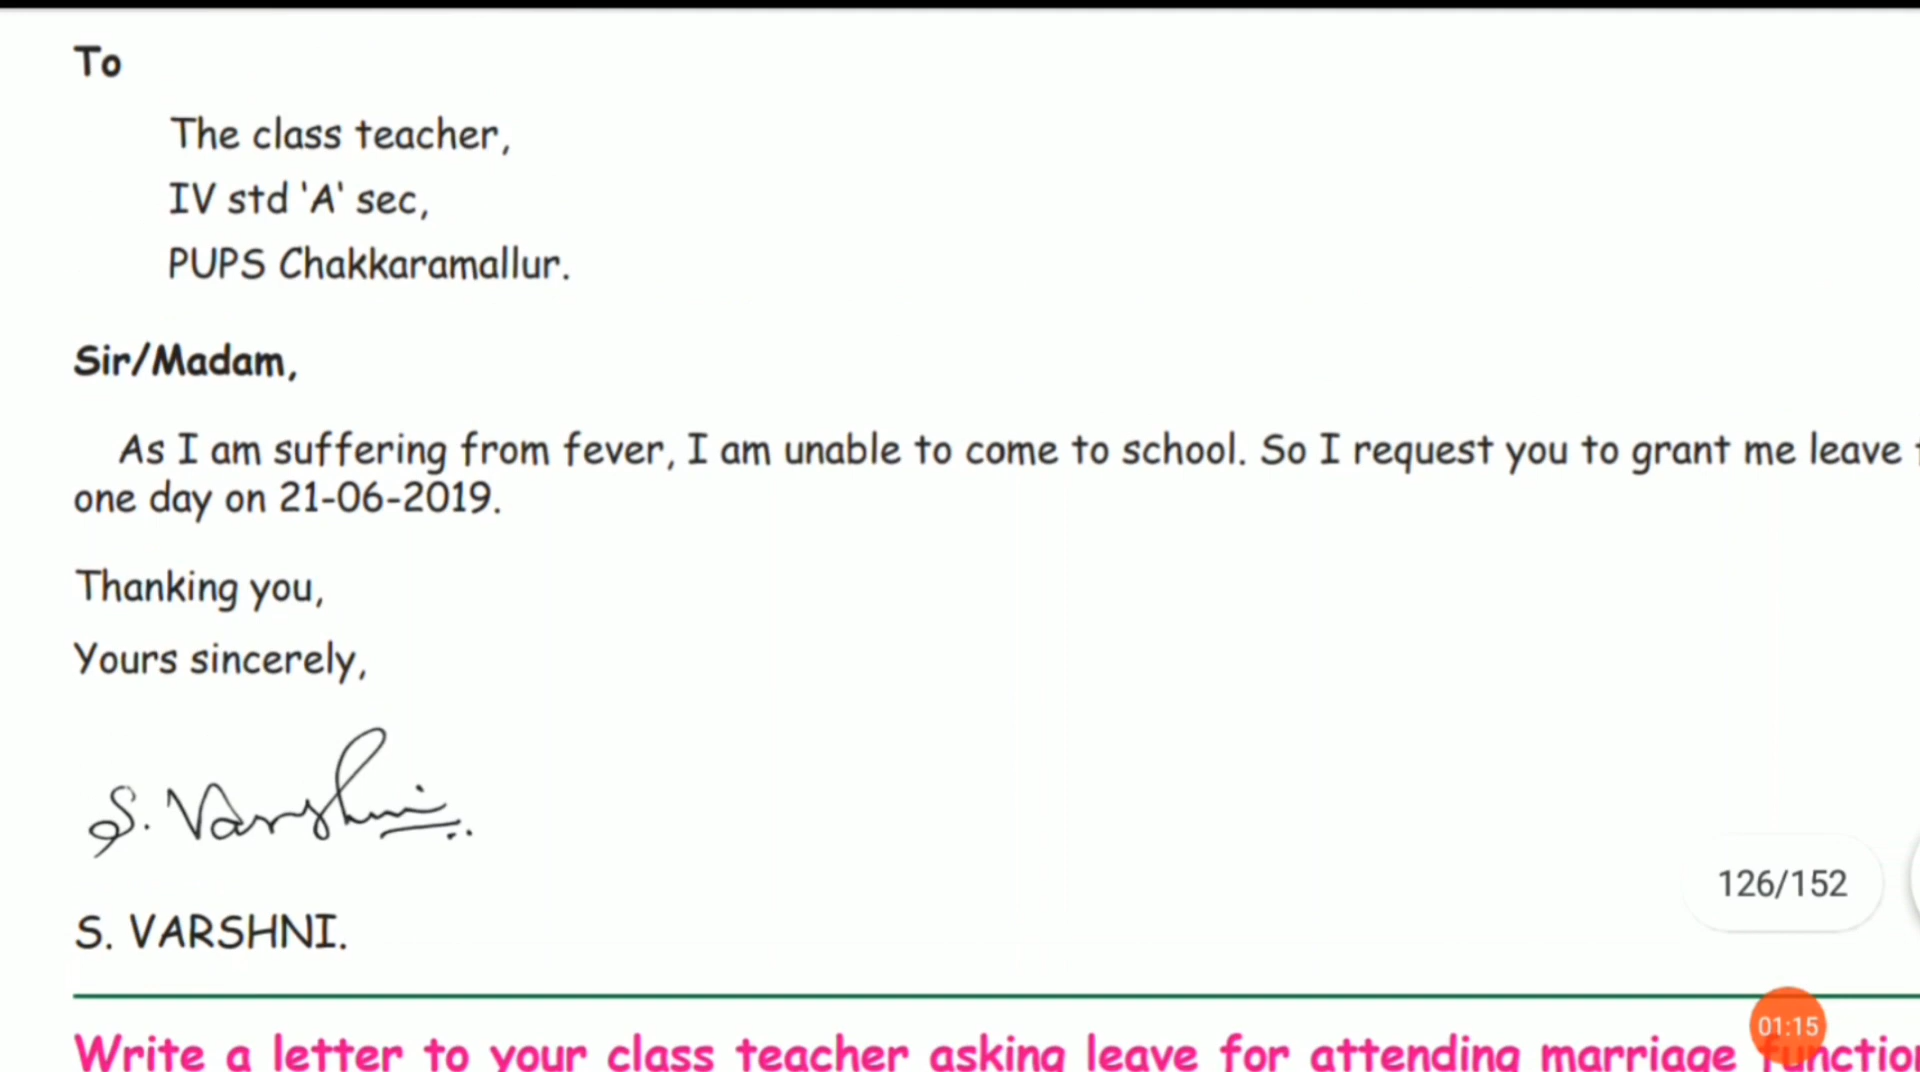 To
The class teacher,
IV std 'A' sec,
PUPS Chakkaramallur.
Sir/Madam,
As I am suffering from fever, I am unable to come to school. So I request you to grant me leave
one day on 21-06-2019.
Thanking you,
Yours sincerely,
S. Varshni
S. VARSHNI.
126/152
01:15
Write a letter to your class teacher asking leave for attending marriage functio